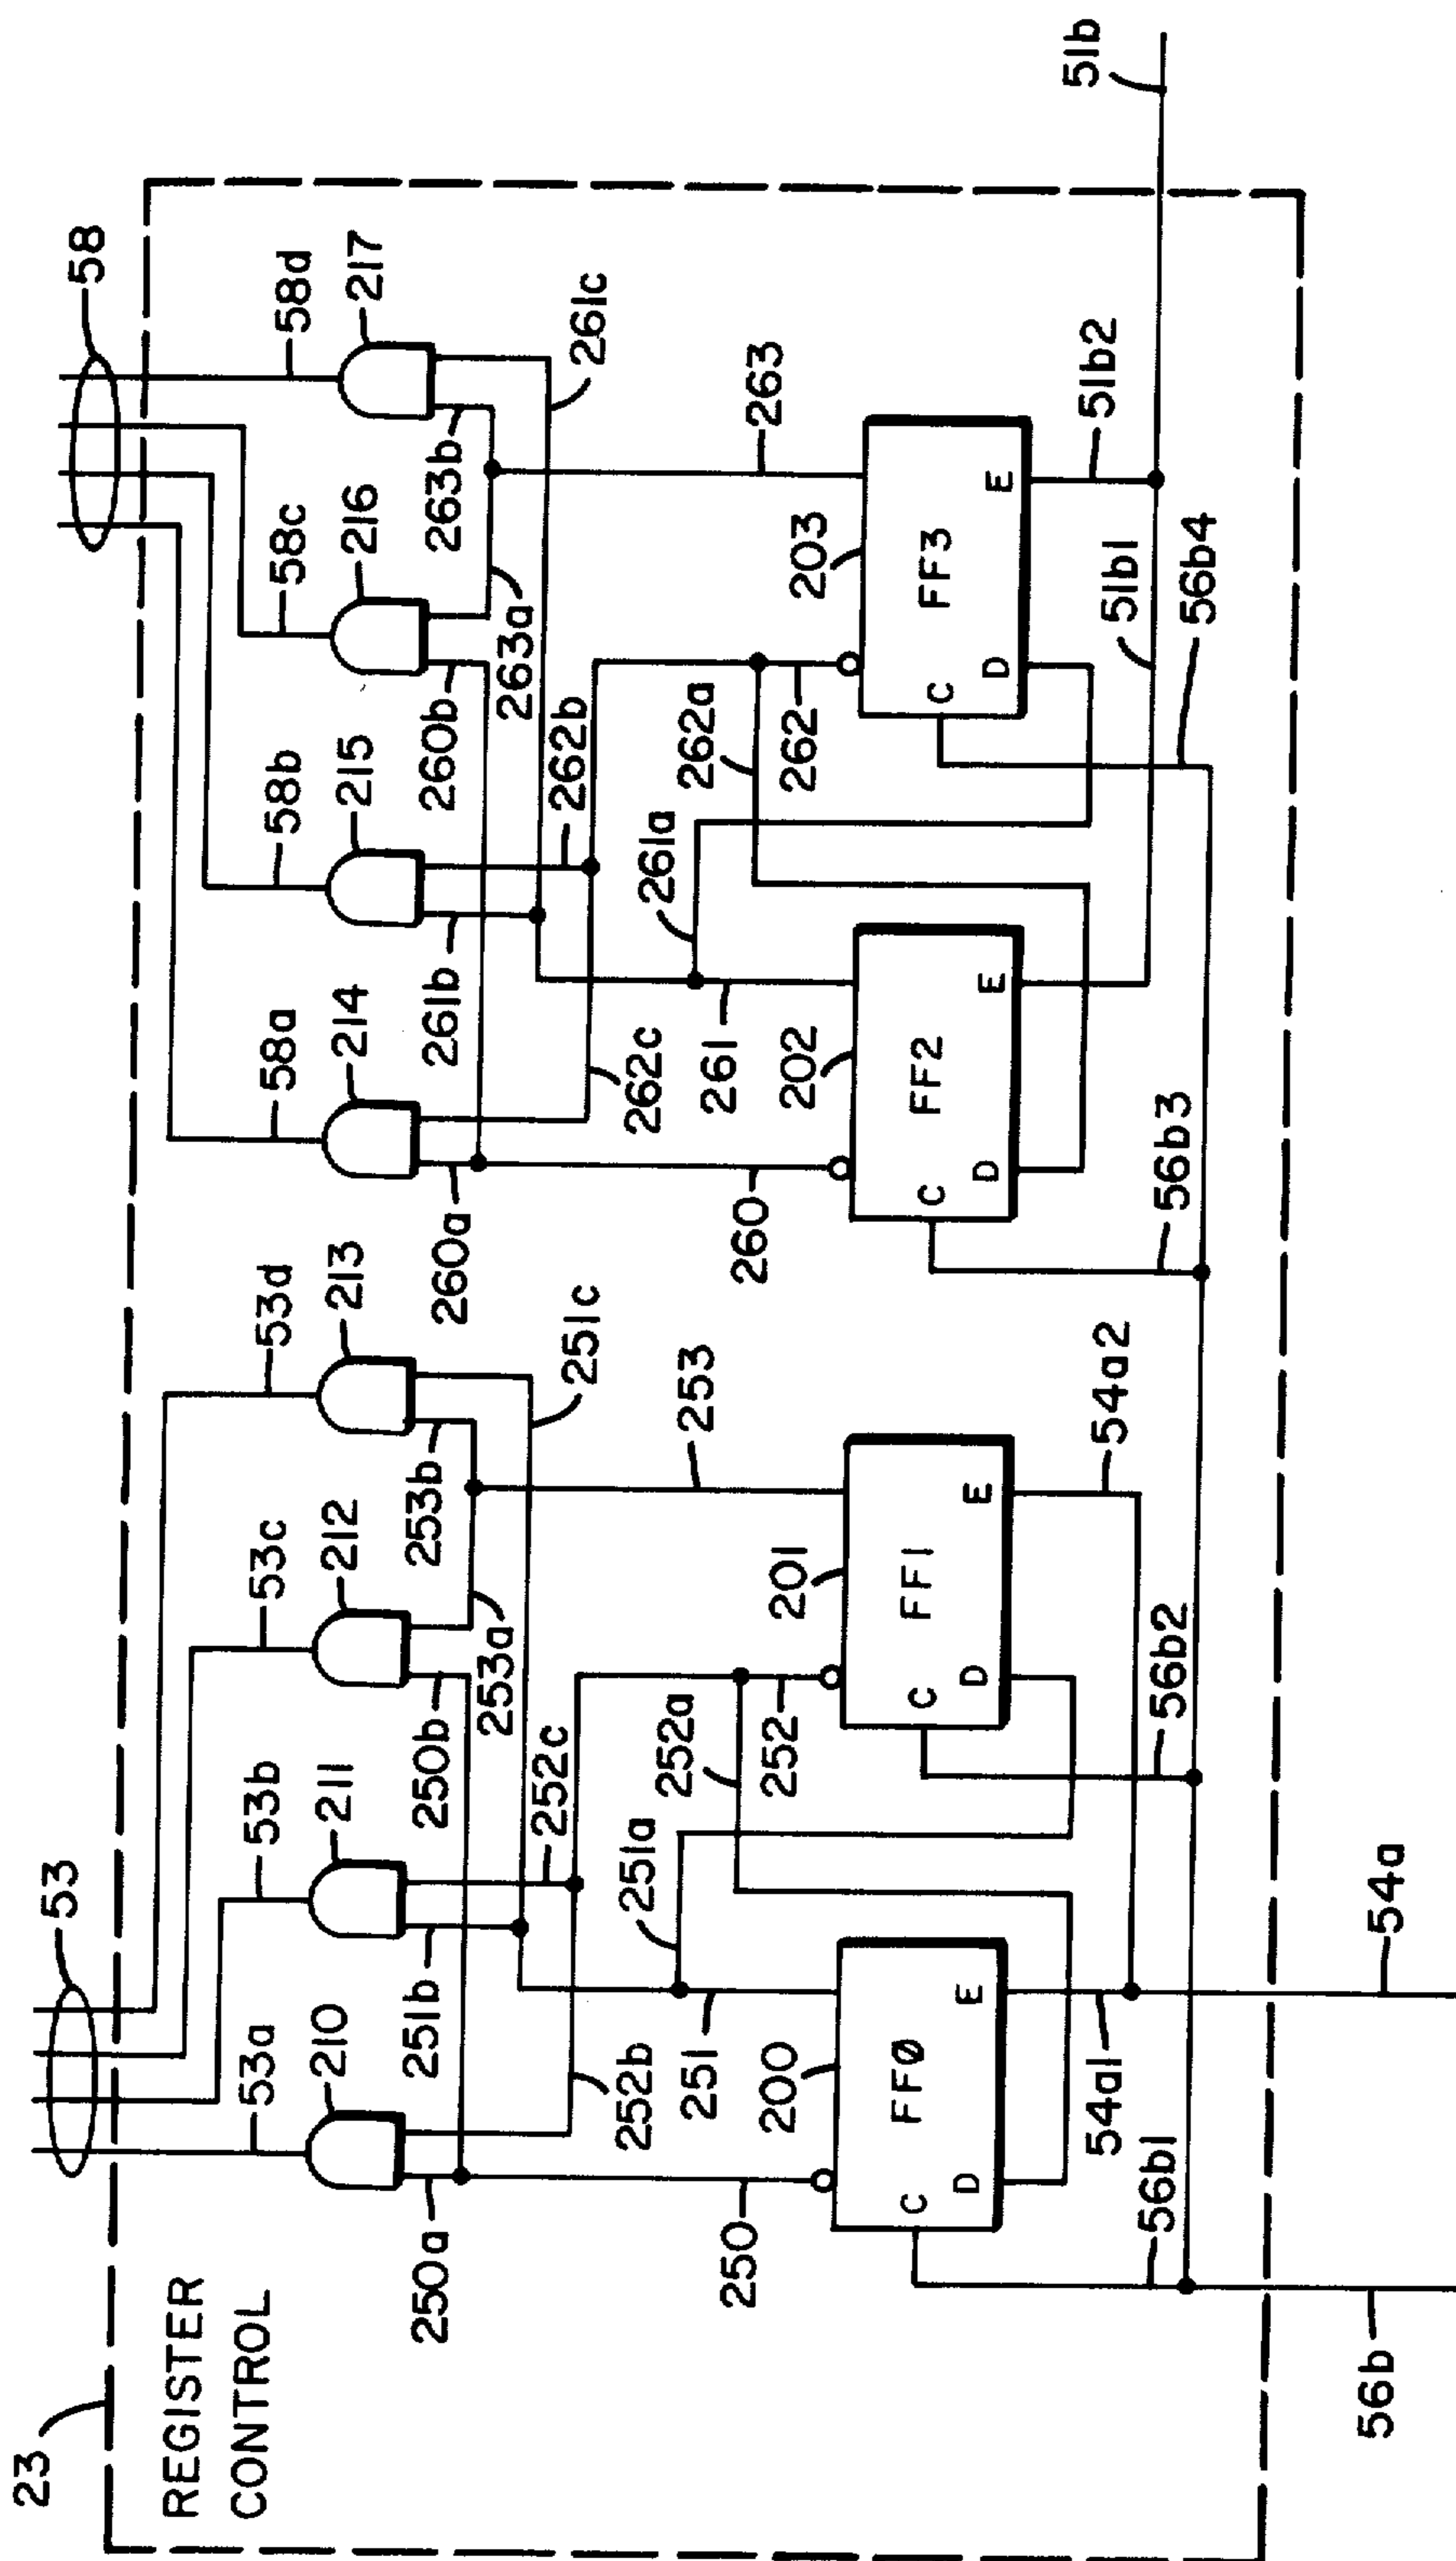 23
REGISTER
CONTROL
53
58
53a
53b
53c
53d
58a
58b
58c
58d
210
211
212
213
214
215
216
217
250a
251b
250b
253b
260a
261b
260b
263b
253a
251c
263a
261c
252b
252c
262c
262b
251a
252a
261a
262a
250
251
252
253
260
261
262
263
200
201
202
203
C
FFØ
D
E
C
FF1
D
E
C
FF2
D
E
C
FF3
D
E
56b1
54a1
56b2
54a2
56b3
51b1
56b4
51b2
51b
56b
54a